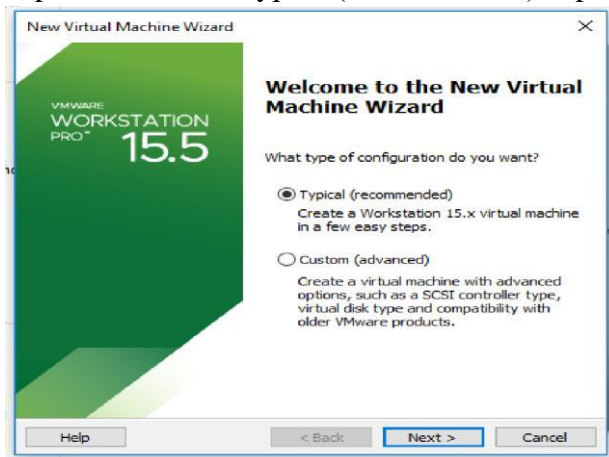 New Virtual Machine Wizard
VMWARE
WORKSTATION
PRO™ 15.5
Welcome to the New Virtual
Machine Wizard
What type of configuration do you want?
Typical (recommended)
Create a Workstation 15.x virtual machine
in a few easy steps.
Custom (advanced)
Create a virtual machine with advanced
options, such as a SCSI controller type,
virtual disk type and compatibility with
older VMware products.
Help
< Back
Next >
Cancel